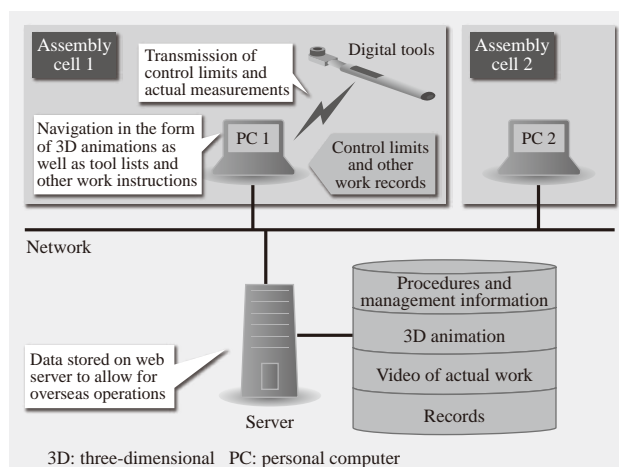 Assembly
cell 1
Transmission of
control limits and
actual measurements
Digital tools
Assembly
cell 2
Navigation in the form
of 3D animations as
well as tool lists and
other work instructions
PC 1
Control limits
and other
work records
PC 2
Network
Procedures and
management information
3D animation
Video of actual work
Records
Data stored on web
server to allow for
overseas operations
Server
3D: three-dimensional PC: personal computer